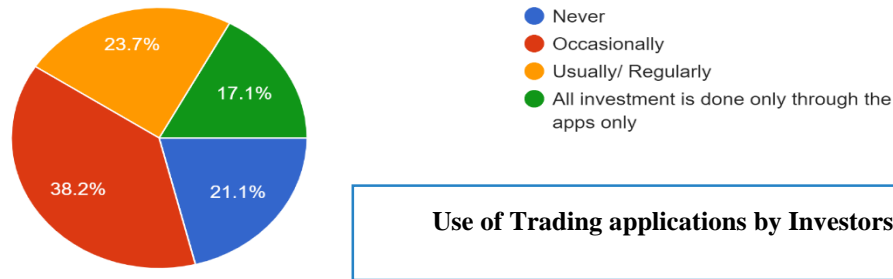 23.7%
17.1%
38.2%
21.1%
Never
Occasionally
Usually/ Regularly
All investment is done only through the
apps only
Use of Trading applications by Investors